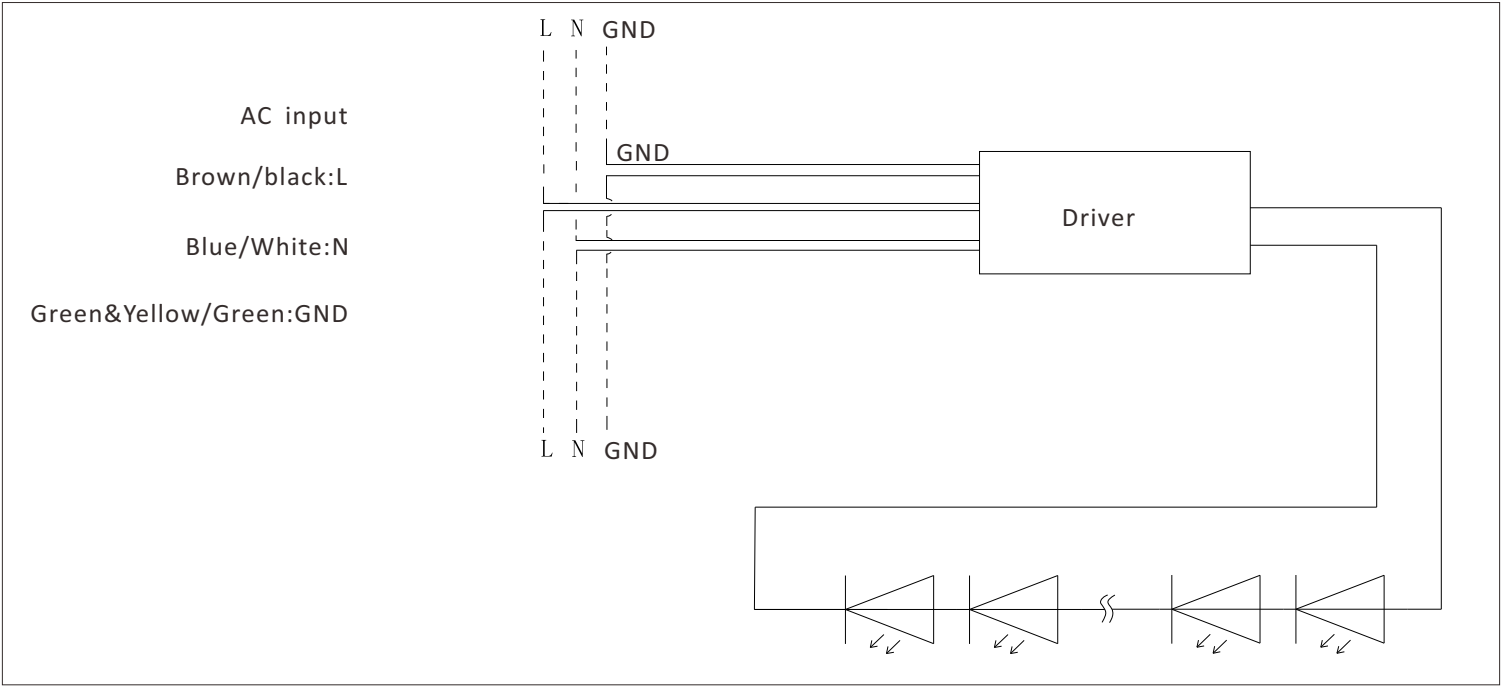 L N GND
AC input
GND
Brown/black:L
Driver
Blue/White:N
Green&Yellow/Green:GND
L N GND